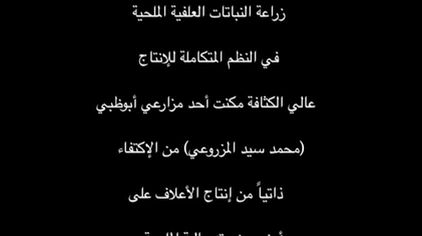 زراعة النباتات العلفية الملحية
في النظم المتكاملة للإنتاج
عالي الكثافة مكنت أحد مزارعي أبوظبي
(محمد سيد المزروعي) من الإكتفاء
ذاتياً من إنتاج الأعلاف على